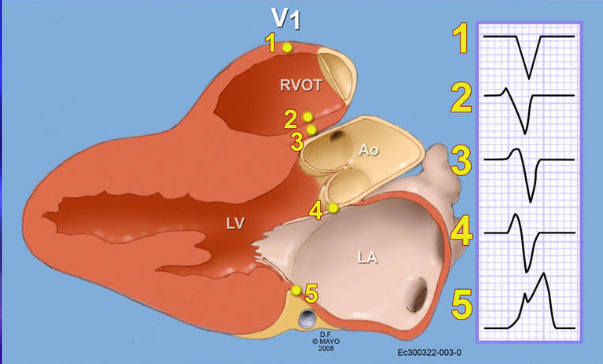 V1
1
RVOT
2
3
Ao
4
LV
LA
5
D.F.
© MAYO
2008
Ec300322-003-0
1
2
3
4
5